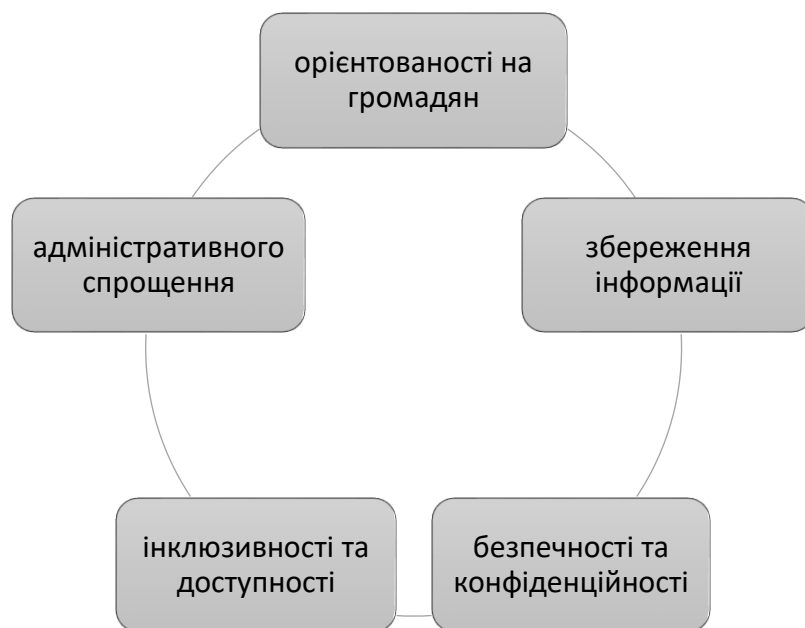 орієнтованості на
громадян
адміністративного
спрощення
збереження
інформації
інклюзивності та
доступності
безпечності та
конфіденційності